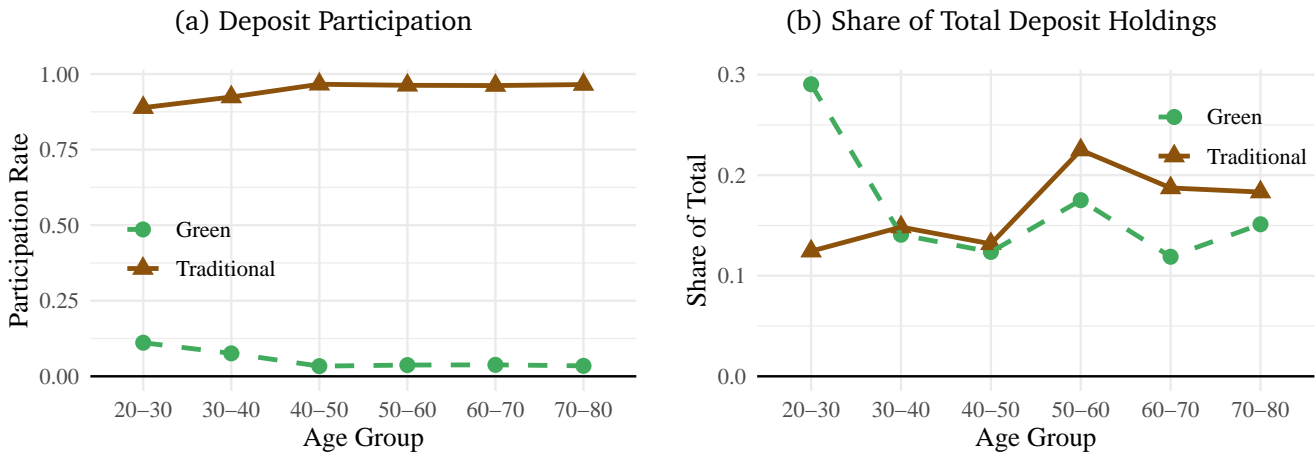 (a) Deposit Participation
Participation Rate
1.00
0.75
0.50
0.25
0.00
Green
Traditional
20–30 30–40 40–50 50–60 60–70 70–80
Age Group
(b) Share of Total Deposit Holdings
Share of Total
0.3
0.2
0.1
0.0
Green
Traditional
20–30 30–40 40–50 50–60 60–70 70–80
Age Group